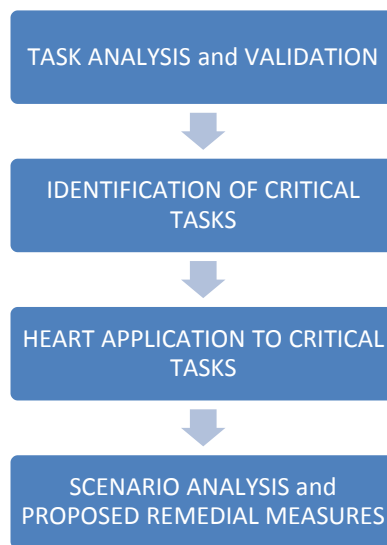 TASK ANALYSIS and VALIDATION
IDENTIFICATION OF CRITICAL
TASKS
HEART APPLICATION TO CRITICAL
TASKS
SCENARIO ANALYSIS and
PROPOSED REMEDIAL MEASURES